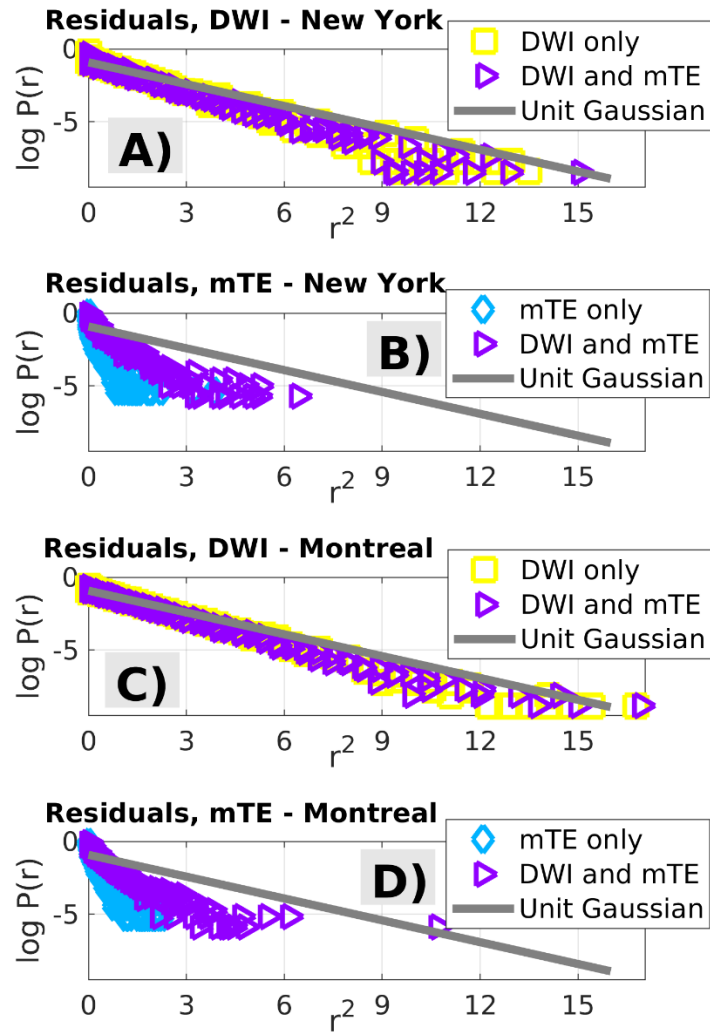 Residuals, DWI - New York
DWI only
DWI and mTE
Unit Gaussian
A)
log P(r)
0
-5
0 3 6 9 12 15
r²
Residuals, mTE - New York
mTE only
DWI and mTE
Unit Gaussian
B)
log P(r)
0
-5
0 3 6 9 12 15
r²
Residuals, DWI - Montreal
DWI only
DWI and mTE
Unit Gaussian
C)
log P(r)
0
-5
0 3 6 9 12 15
r²
Residuals, mTE - Montreal
mTE only
DWI and mTE
Unit Gaussian
D)
log P(r)
0
-5
0 3 6 9 12 15
r²